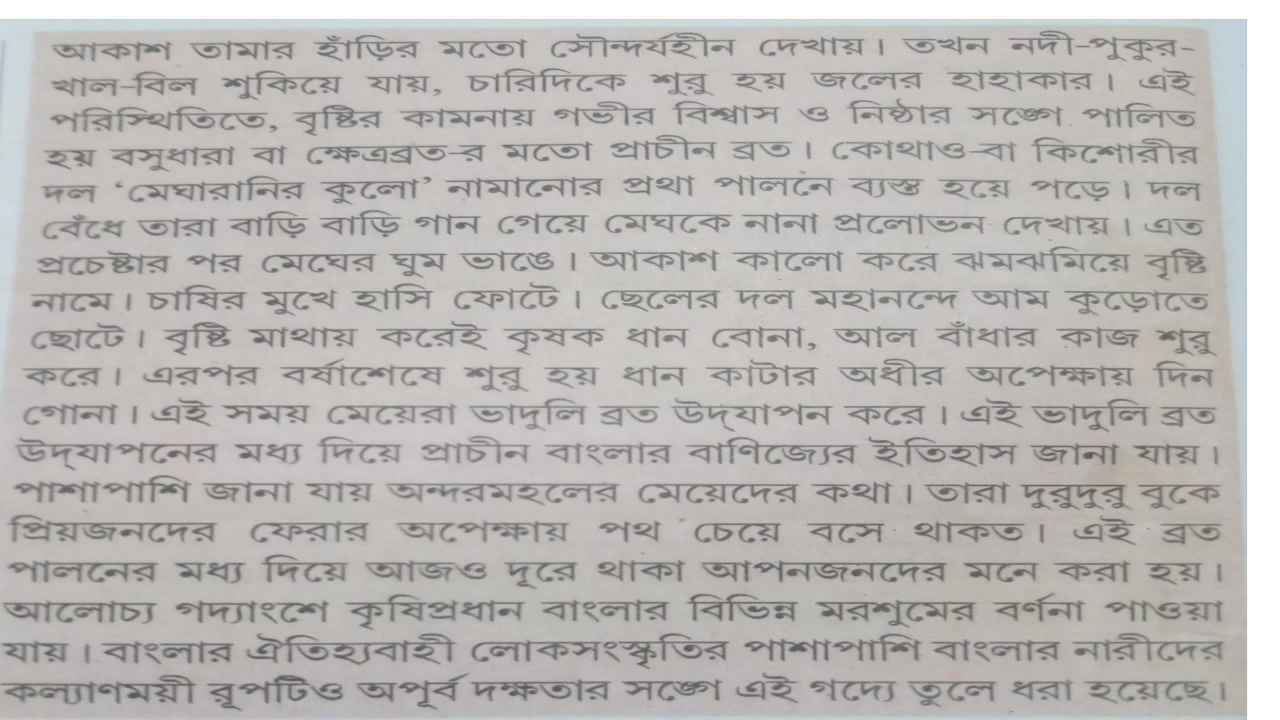 আকাশ তামার হাঁড়ির মতো সৌন্দর্যহীন দেখায়। তখন নদী-পুকুর-
খাল-বিল শুকিয়ে যায়, চারিদিকে শুরু হয় জলের হাহাকার। এই
পরিস্থিতিতে, বৃষ্টির কামনায় গভীর বিশ্বাস ও নিষ্ঠার সঙ্গে পালিত
হয় বসুধারা বা ক্ষেত্রব্রত-র মতো প্রাচীন ব্রত। কোথাও-বা কিশোরীর
দল ‘মেঘারানির কুলো’ নামানোর প্রথা পালনে ব্যস্ত হয়ে পড়ে। দল
বেঁধে তারা বাড়ি বাড়ি গান গেয়ে মেঘকে নানা প্রলোভন দেখায়। এত
প্রচেষ্টার পর মেঘের ঘুম ভাঙে। আকাশ কালো করে ঝমঝমিয়ে বৃষ্টি
নামে। চাষির মুখে হাসি ফোটে। ছেলের দল মহানন্দে আম কুড়োতে
ছোটে। বৃষ্টি মাথায় করেই কৃষক ধান বোনা, আল বাঁধার কাজ শুরু
করে। এরপর বর্ষাশেষে শুরু হয় ধান কাটার অধীর অপেক্ষায় দিন
গোনা। এই সময় মেয়েরা ভাদুলি ব্রত উদ্‌যাপন করে। এই ভাদুলি ব্রত
উদ্‌যাপনের মধ্য দিয়ে প্রাচীন বাংলার বাণিজ্যের ইতিহাস জানা যায়।
পাশাপাশি জানা যায় অন্দরমহলের মেয়েদের কথা। তারা দুরুদুরু বুকে
প্রিয়জনদের ফেরার অপেক্ষায় পথ চেয়ে বসে থাকত। এই ব্রত
পালনের মধ্য দিয়ে আজও দূরে থাকা আপনজনদের মনে করা হয়।
আলোচ্য গদ্যাংশে কৃষিপ্রধান বাংলার বিভিন্ন মরশুমের বর্ণনা পাওয়া
যায়। বাংলার ঐতিহ্যবাহী লোকসংস্কৃতির পাশাপাশি বাংলার নারীদের
কল্যাণময়ী রূপটিও অপূর্ব দক্ষতার সঙ্গে এই গদ্যে তুলে ধরা হয়েছে।